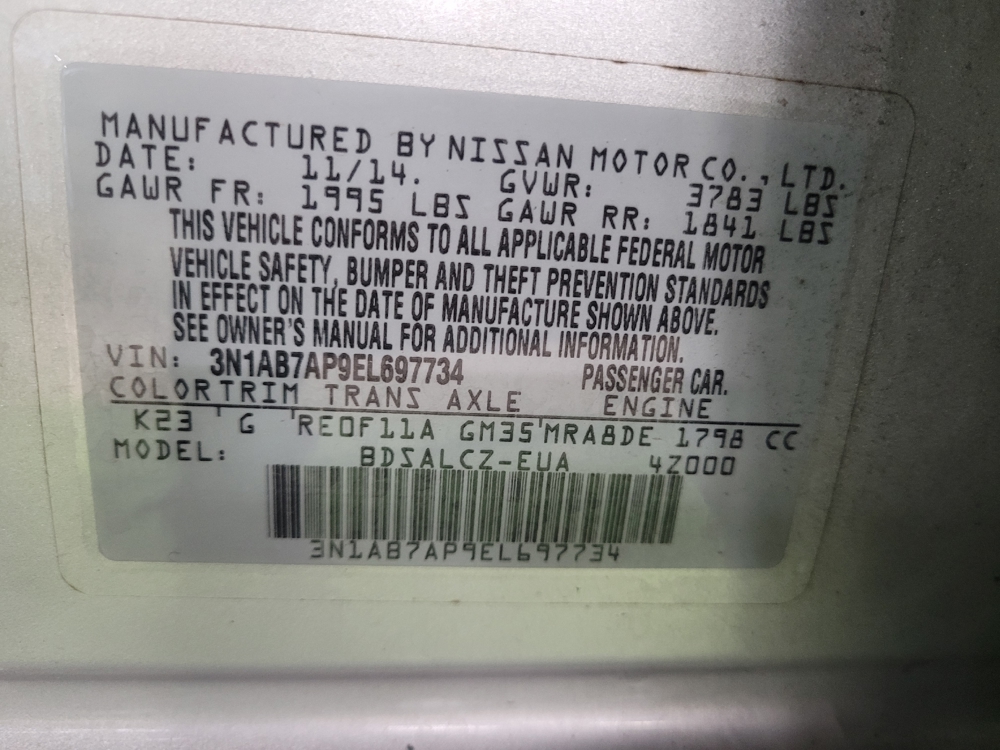 MANUFACTURED BY NISSAN MOTOR CO., LTD.
DATE: 11/14. GVWR: 3783 LBS
GAWR FR: 1995 LBS GAWR RR: 1841 LBS
THIS VEHICLE CONFORMS TO ALL APPLICABLE FEDERAL MOTOR
VEHICLE SAFETY, BUMPER AND THEFT PREVENTION STANDARDS
IN EFFECT ON THE DATE OF MANUFACTURE SHOWN ABOVE.
SEE OWNER'S MANUAL FOR ADDITIONAL INFORMATION.
VIN: 3N1AB7AP9EL697734 PASSENGER CAR.
COLORTRIM TRANS AXLE ENGINE
K23 ' G 'RE0F11A GM35'MRA8DE 1798 CC
MODEL: BDSALCZ-EUA 4Z000
3N1AB7AP9EL697734